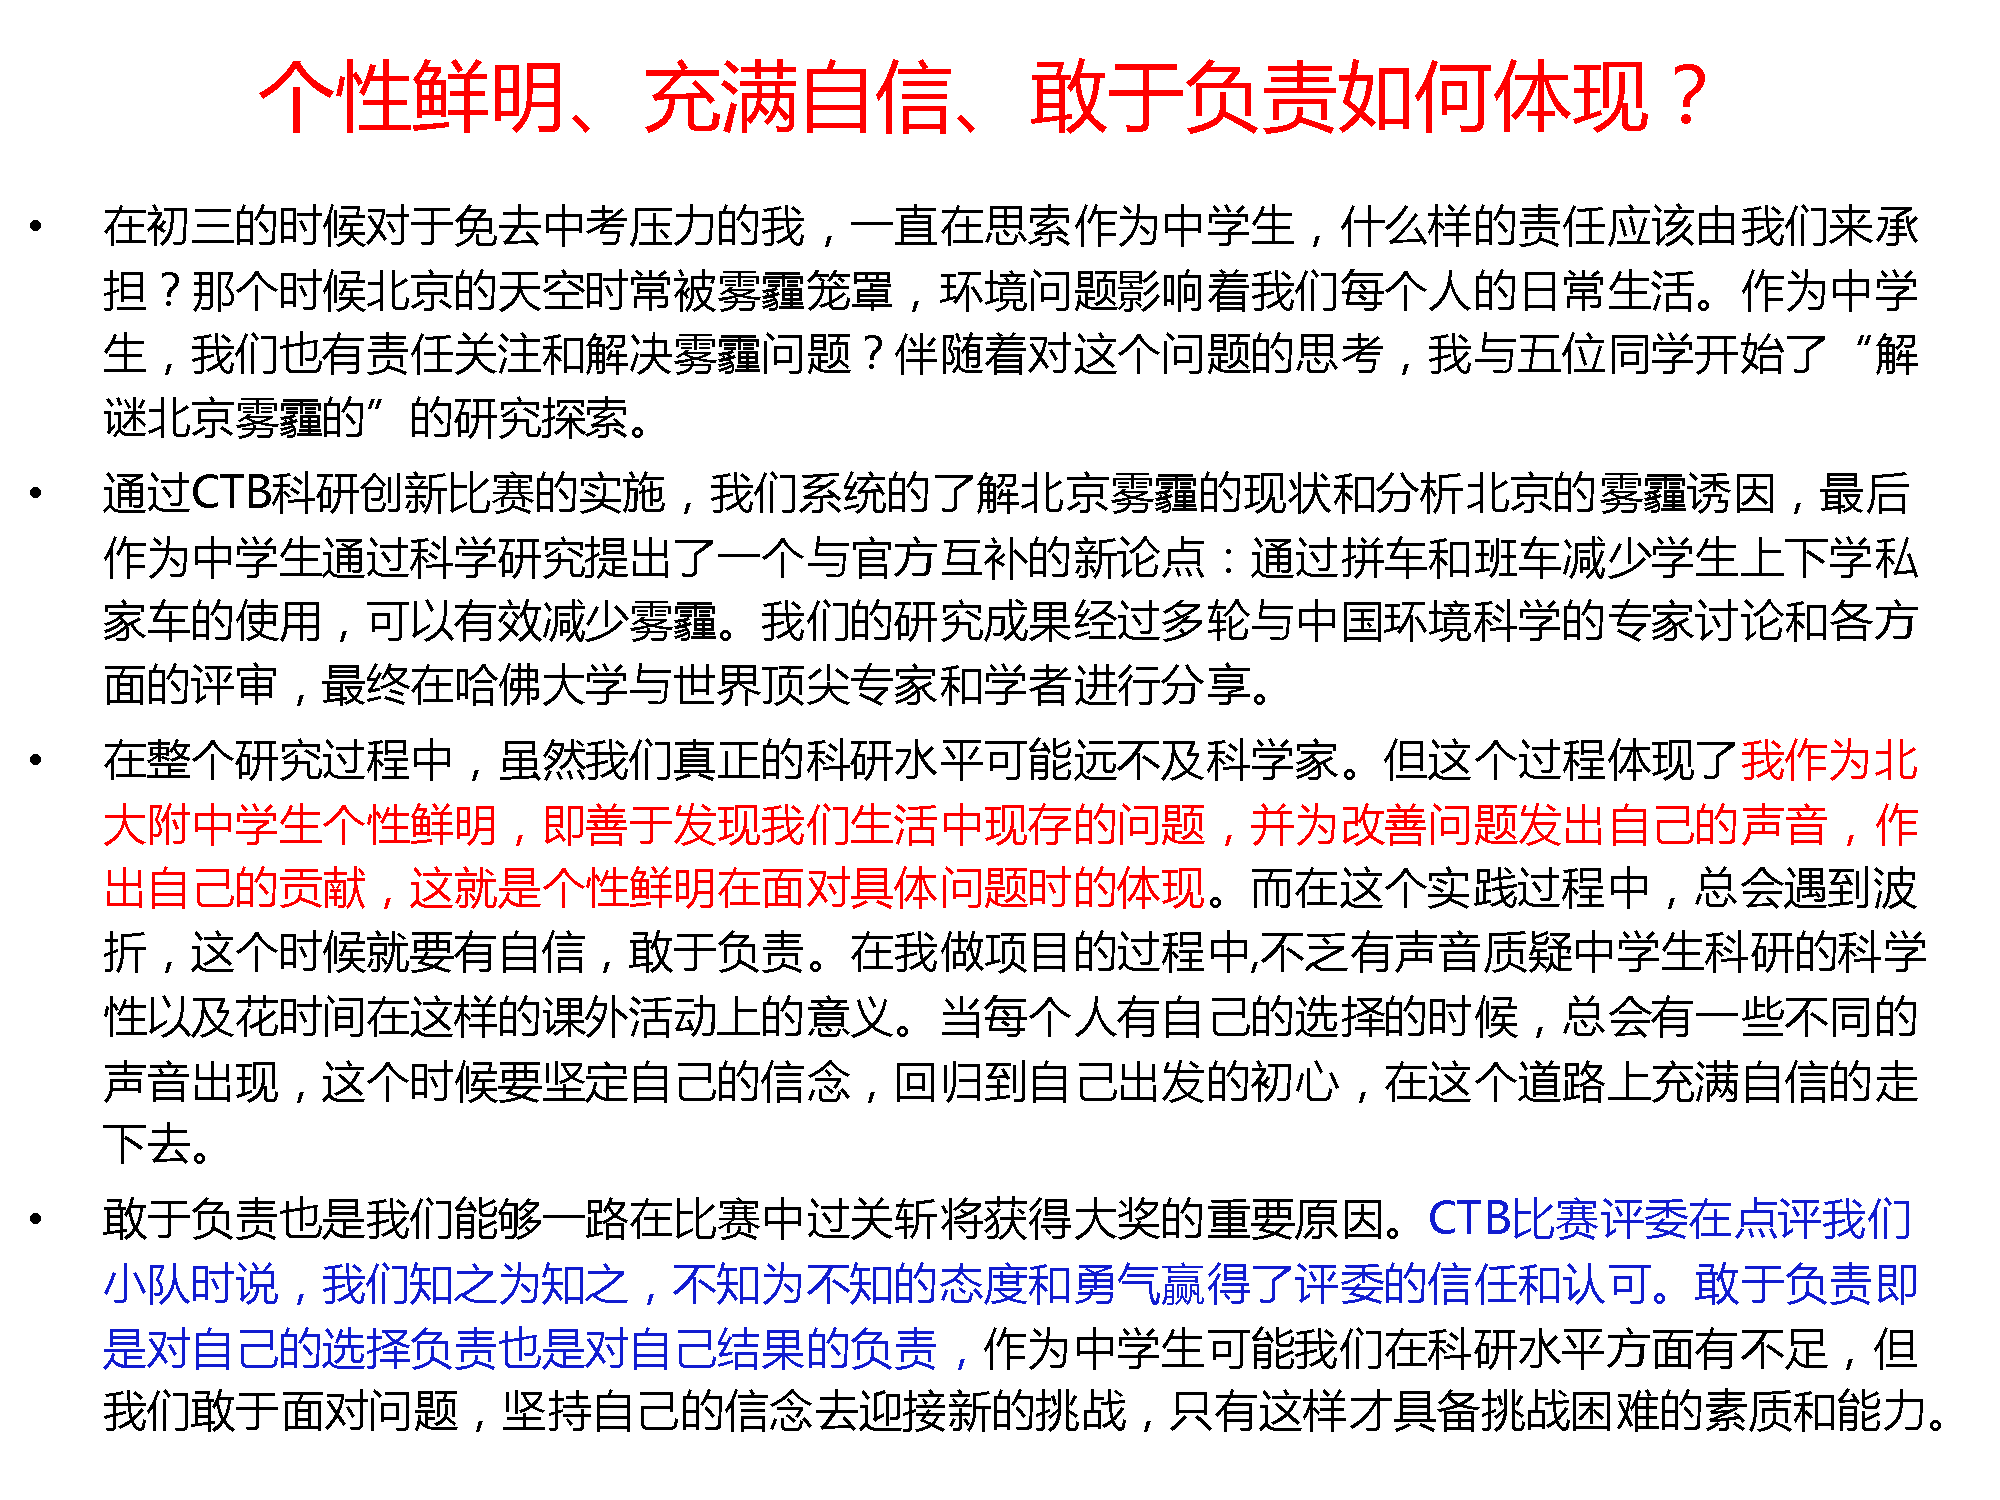 个性鲜明、充满自信、敢于负责如何体现？
• 在初三的时候对于免去中考压力的我，一直在思索作为中学生，什么样的责任应该由我们来承
担？那个时候北京的天空时常被雾霾笼罩，环境问题影响着我们每个人的日常生活。作为中学
生，我们也有责任关注和解决雾霾问题？伴随着对这个问题的思考，我与五位同学开始了“解
谜北京雾霾的”的研究探索。
• 通过CTB科研创新比赛的实施，我们系统的了解北京雾霾的现状和分析北京的雾霾诱因，最后
作为中学生通过科学研究提出了一个与官方互补的新论点：通过拼车和班车减少学生上下学私
家车的使用，可以有效减少雾霾。我们的研究成果经过多轮与中国环境科学的专家讨论和各方
面的评审，最终在哈佛大学与世界顶尖专家和学者进行分享。
• 在整个研究过程中，虽然我们真正的科研水平可能远不及科学家。但这个过程体现了我作为北
大附中学生个性鲜明，即善于发现我们生活中现存的问题，并为改善问题发出自己的声音，作
出自己的贡献，这就是个性鲜明在面对具体问题时的体现。而在这个实践过程中，总会遇到波
折，这个时候就要有自信，敢于负责。在我做项目的过程中,不乏有声音质疑中学生科研的科学
性以及花时间在这样的课外活动上的意义。当每个人有自己的选择的时候，总会有一些不同的
声音出现，这个时候要坚定自己的信念，回归到自己出发的初心，在这个道路上充满自信的走
下去。
• 敢于负责也是我们能够一路在比赛中过关斩将获得大奖的重要原因。CTB比赛评委在点评我们
小队时说，我们知之为知之，不知为不知的态度和勇气赢得了评委的信任和认可。敢于负责即
是对自己的选择负责也是对自己结果的负责，作为中学生可能我们在科研水平方面有不足，但
我们敢于面对问题，坚持自己的信念去迎接新的挑战，只有这样才具备挑战困难的素质和能力。